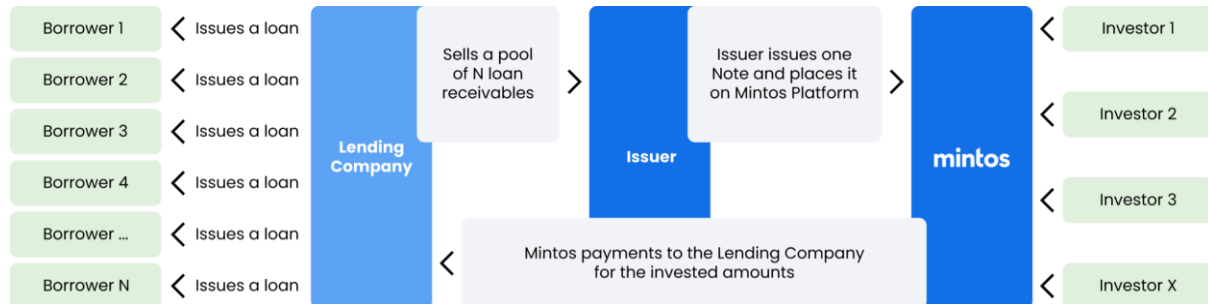 Borrower 1
Issues a loan
Borrower 2
Issues a loan
Borrower 3
Issues a loan
Borrower 4
Issues a loan
Borrower ...
Issues a loan
Borrower N
Issues a loan
Lending
Company
Sells a pool
of N loan
receivables
Issuer
Issuer issues one
Note and places it
on Mintos Platform
mintos
Mintos payments to the Lending Company
for the invested amounts
Investor 1
Investor 2
Investor 3
Investor X